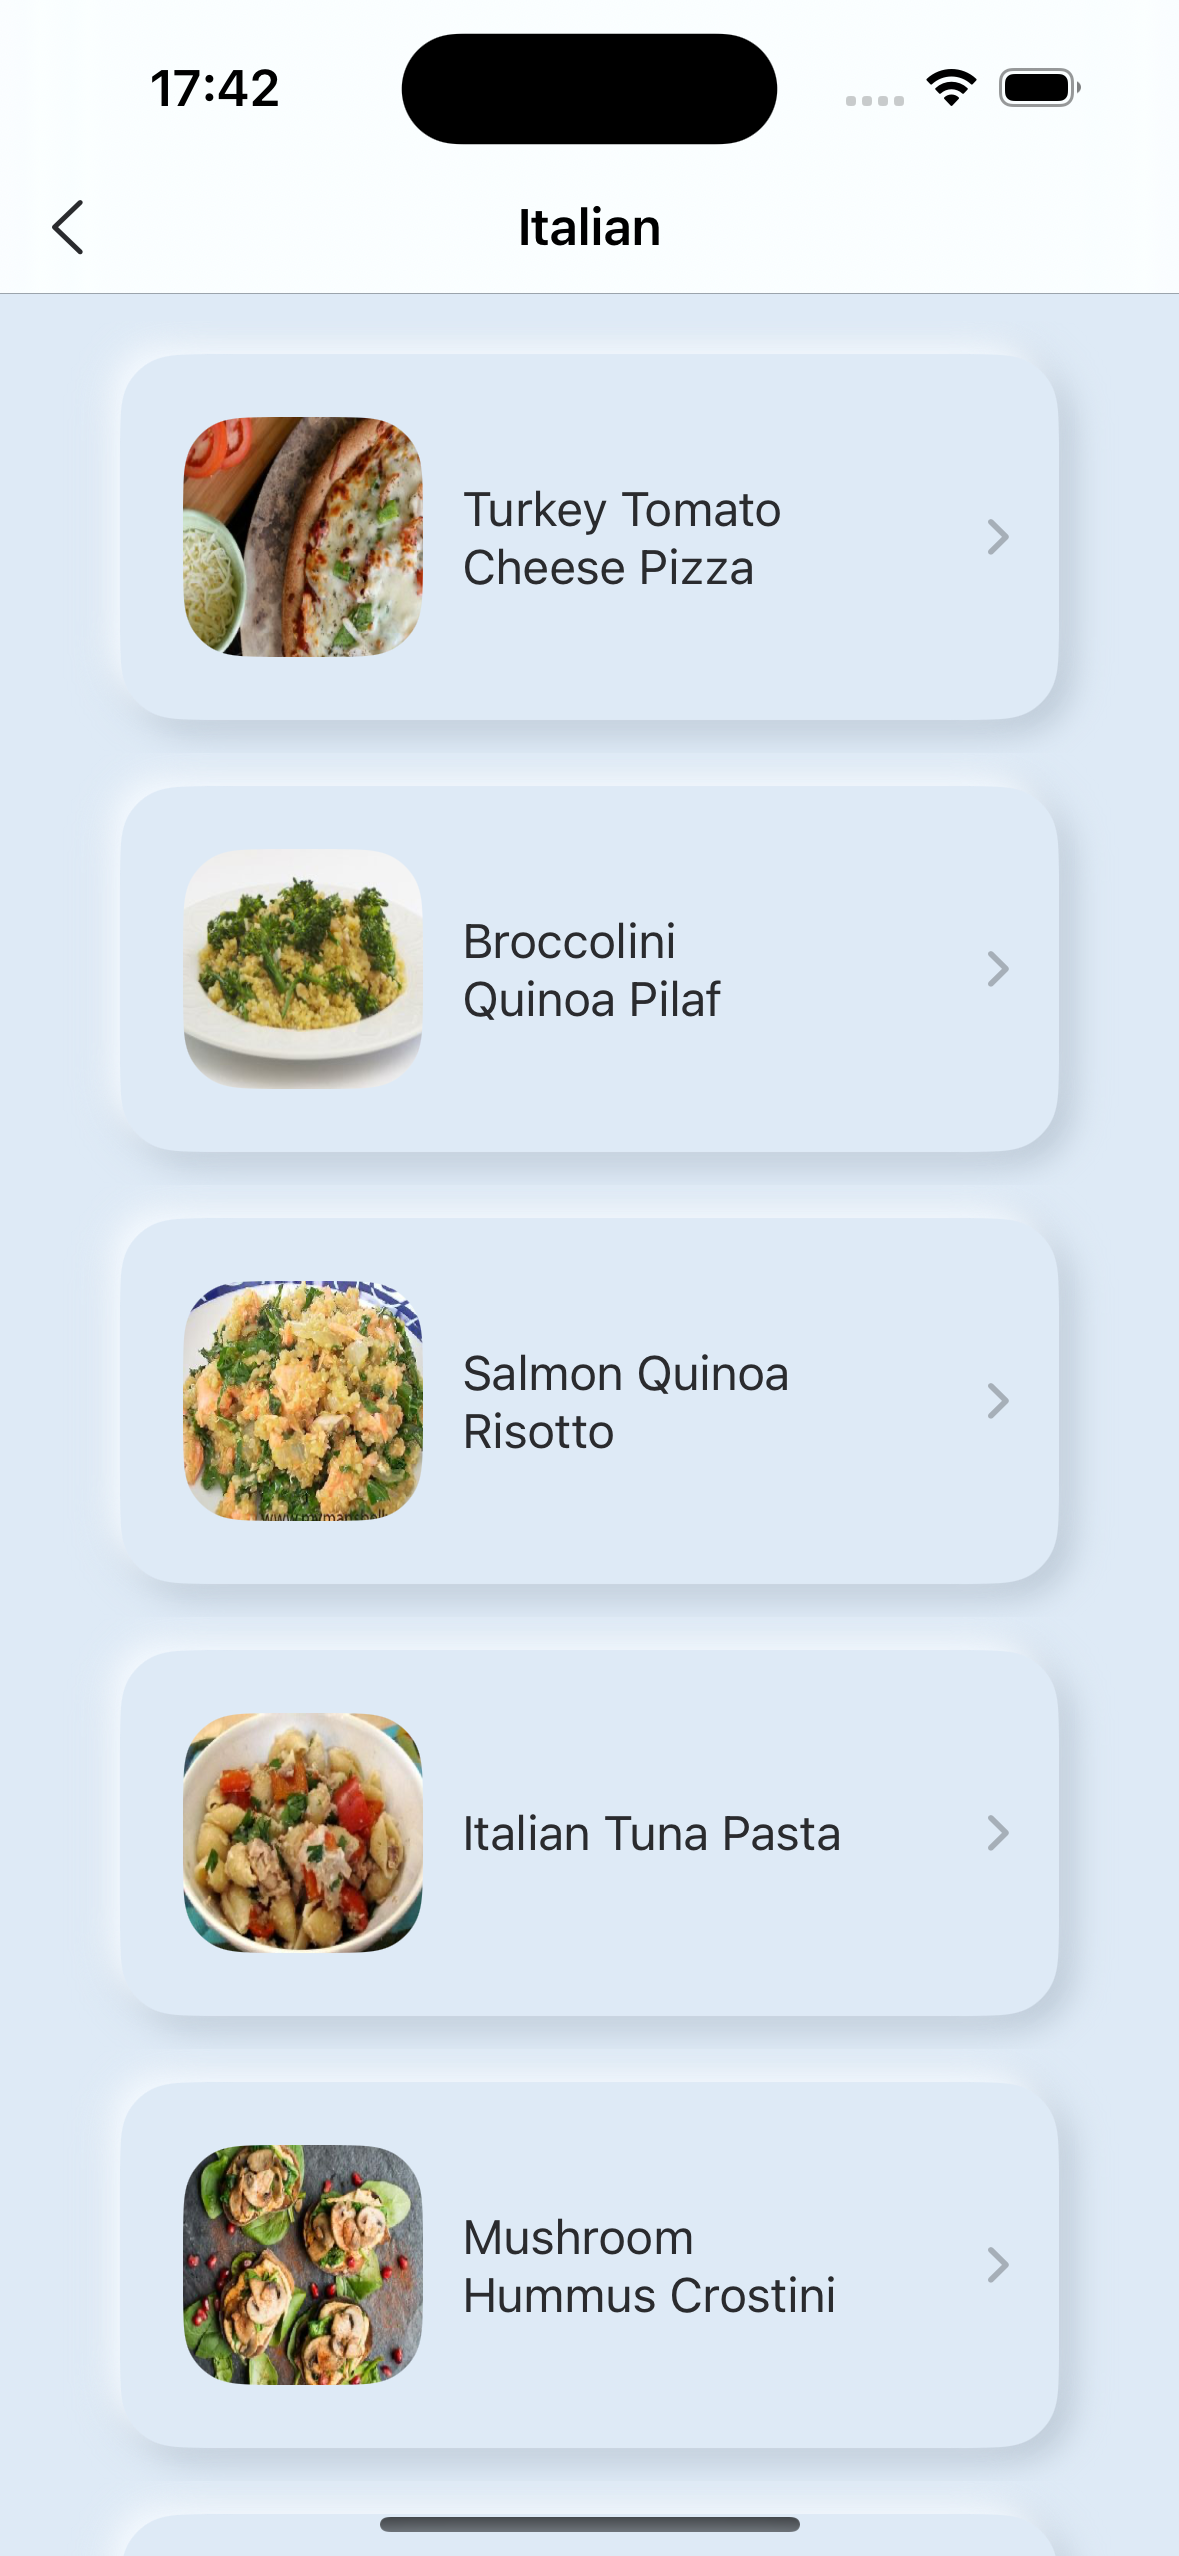 17:42
Italian
Turkey Tomato
Cheese Pizza
Broccolini
Quinoa Pilaf
Salmon Quinoa
Risotto
Italian Tuna Pasta
Mushroom
Hummus Crostini